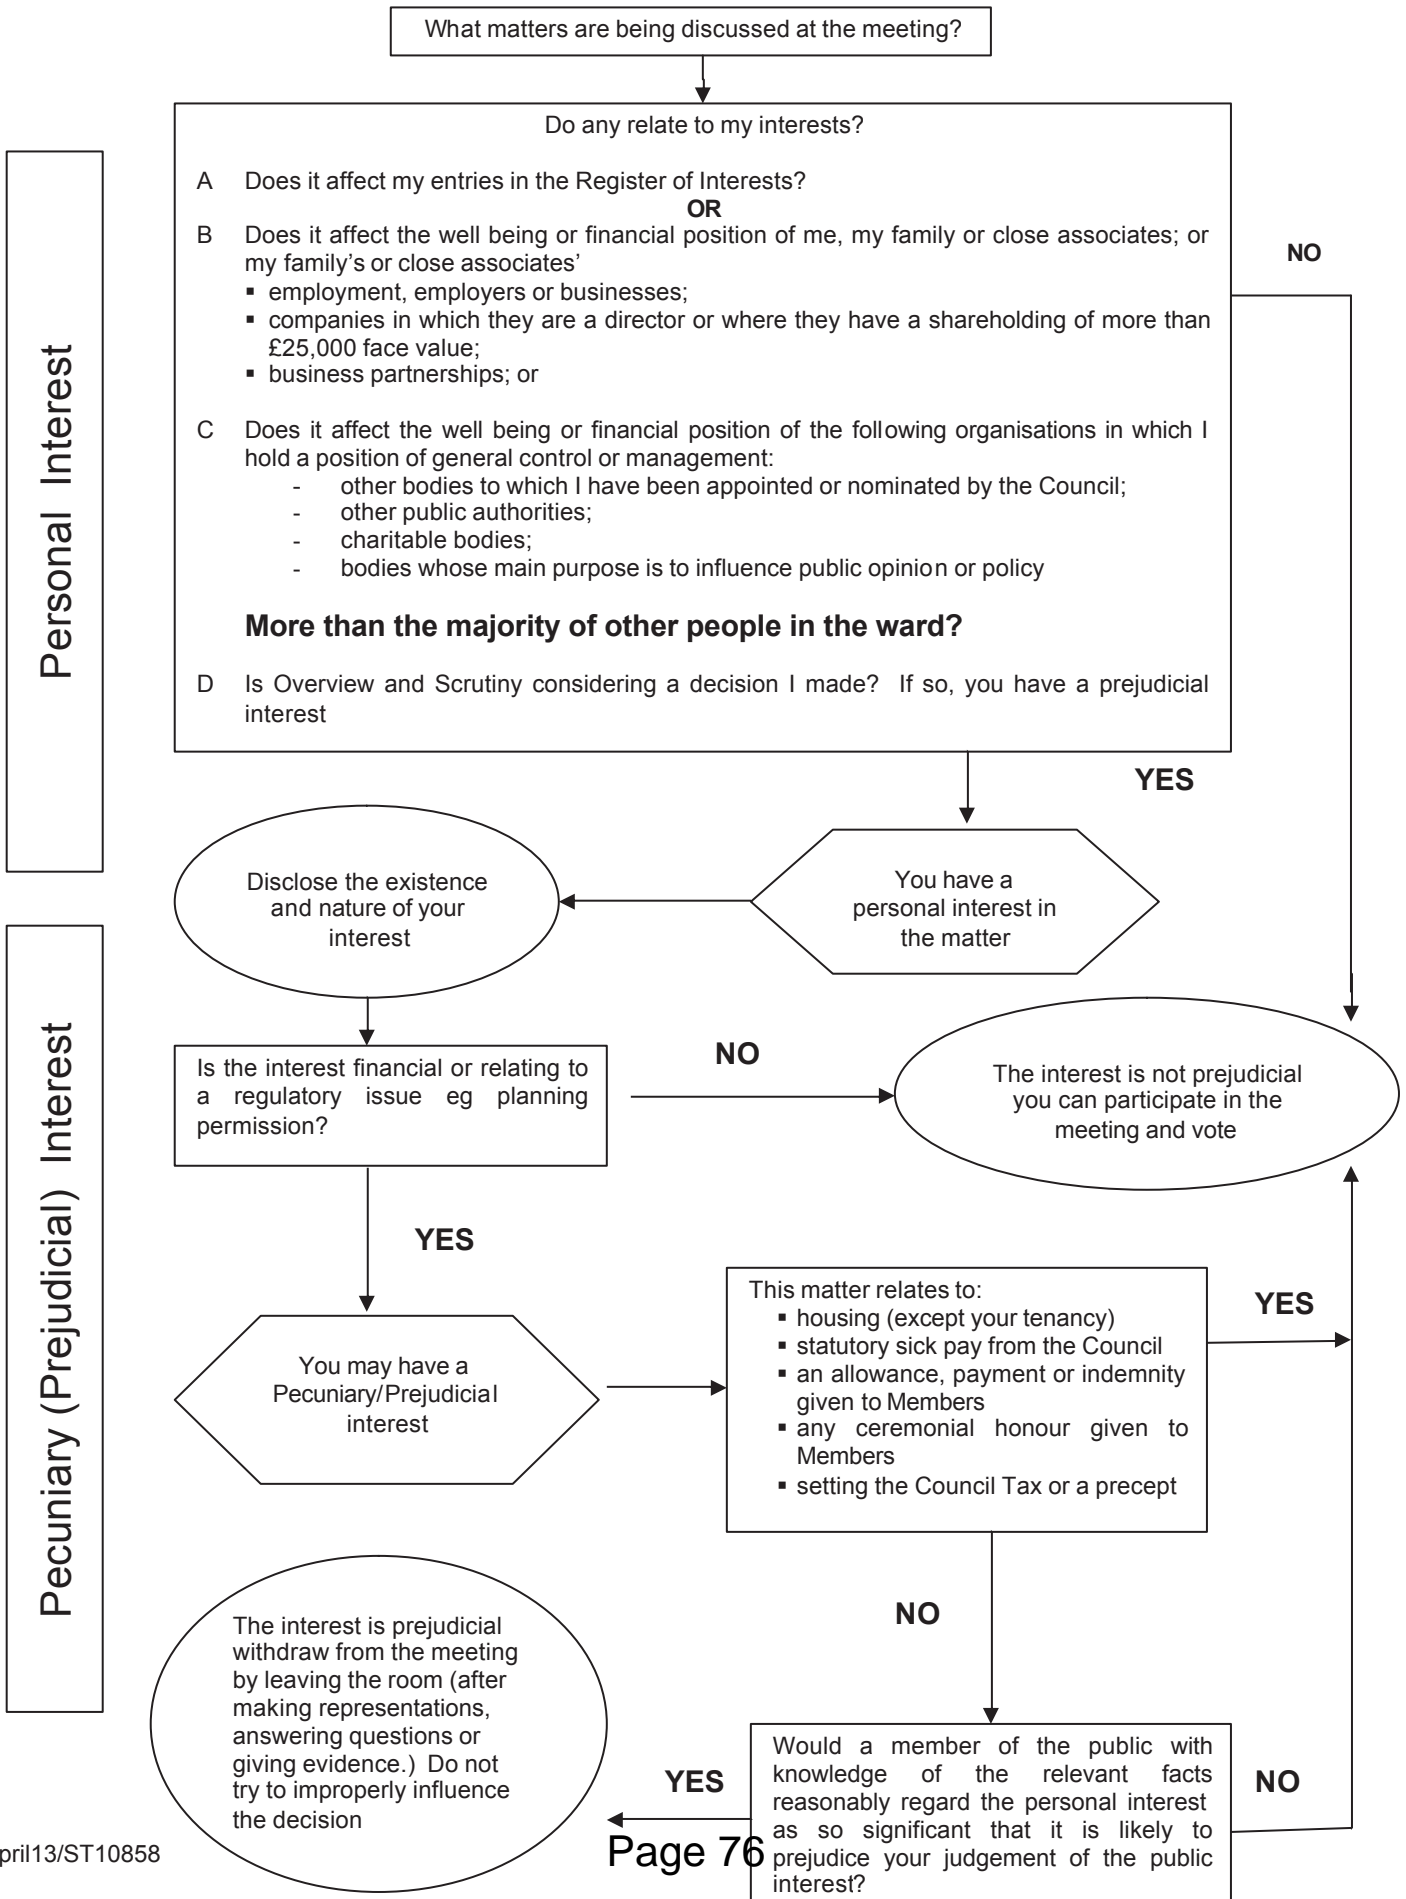 What matters are being discussed at the meeting?
Do any relate to my interests?
A Does it affect my entries in the Register of Interests?
OR
B Does it affect the well being or financial position of me, my family or close associates; or
my family's or close associates'
▪ employment, employers or businesses;
▪ companies in which they are a director or where they have a shareholding of more than
£25,000 face value;
▪ business partnerships; or
C Does it affect the well being or financial position of the following organisations in which I
hold a position of general control or management:
- other bodies to which I have been appointed or nominated by the Council;
- other public authorities;
- charitable bodies;
- bodies whose main purpose is to influence public opinion or policy
More than the majority of other people in the ward?
D Is Overview and Scrutiny considering a decision I made? If so, you have a prejudicial
interest
NO
Personal Interest
YES
You have a
personal interest in
the matter
Disclose the existence
and nature of your
interest
Pecuniary (Prejudicial) Interest
Is the interest financial or relating to
a regulatory issue eg planning
permission?
NO
The interest is not prejudicial
you can participate in the
meeting and vote
YES
You may have a
Pecuniary/Prejudicial
interest
This matter relates to:
▪ housing (except your tenancy)
▪ statutory sick pay from the Council
▪ an allowance, payment or indemnity
given to Members
▪ any ceremonial honour given to
Members
▪ setting the Council Tax or a precept
YES
NO
Would a member of the public with
knowledge of the relevant facts
reasonably regard the personal interest
as so significant that it is likely to
prejudice your judgement of the public
interest?
NO
YES
The interest is prejudicial
withdraw from the meeting
by leaving the room (after
making representations,
answering questions or
giving evidence.) Do not
try to improperly influence
the decision
pril13/ST10858
Page 76